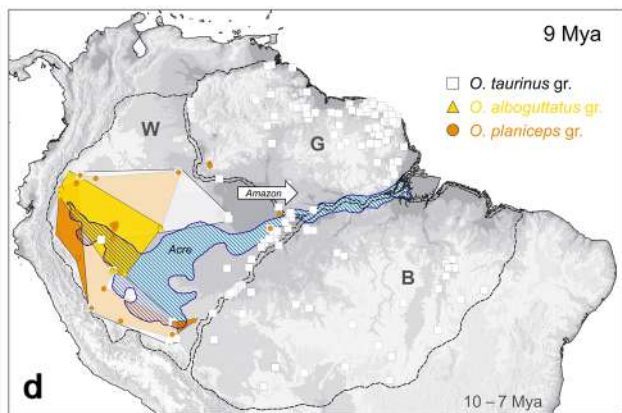 9 Mya
O. taurinus gr.
O. alboguttatus gr.
O. planiceps gr.
W
G
Amazon
Acre
B
d
10 – 7 Mya